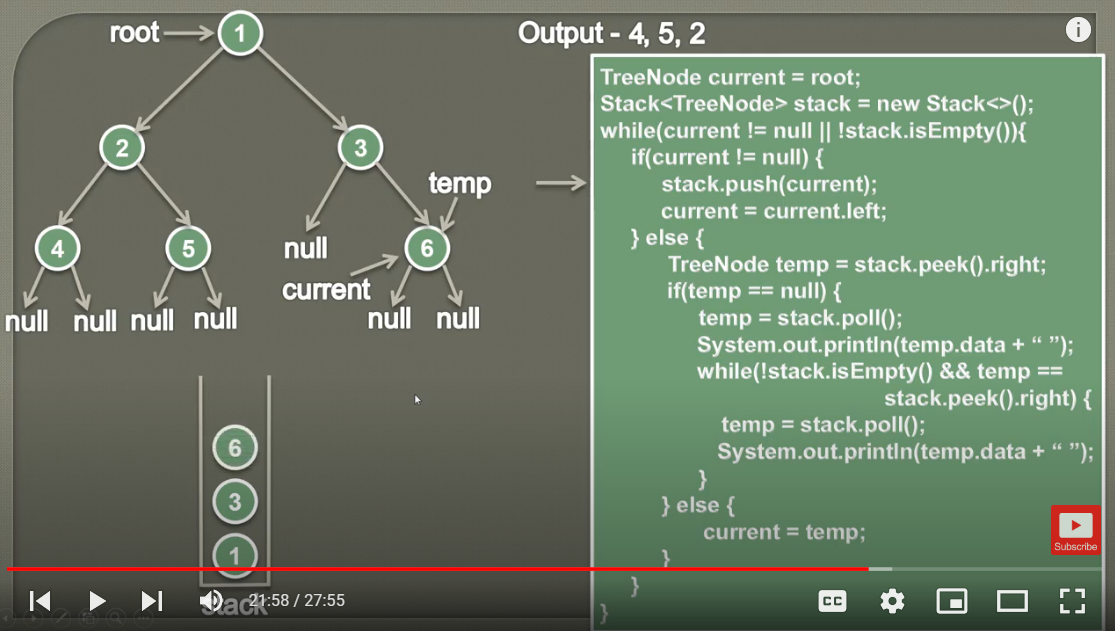 root
1
Output - 4, 5, 2
2
3
temp
4
5
null
6
current
null
null
null
null
null
null
6
3
1
stack
TreeNode current = root;
Stack<TreeNode> stack = new Stack<>();
while(current != null || !stack.isEmpty()){
if(current != null) {
stack.push(current);
current = current.left;
} else {
TreeNode temp = stack.peek().right;
if(temp == null) {
temp = stack.poll();
System.out.println(temp.data + “ ”);
while(!stack.isEmpty() && temp ==
stack.peek().right) {
temp = stack.poll();
System.out.println(temp.data + “ ”);
}
} else {
current = temp;
}
}
}
i
Subscribe
21:58 / 27:55
CC